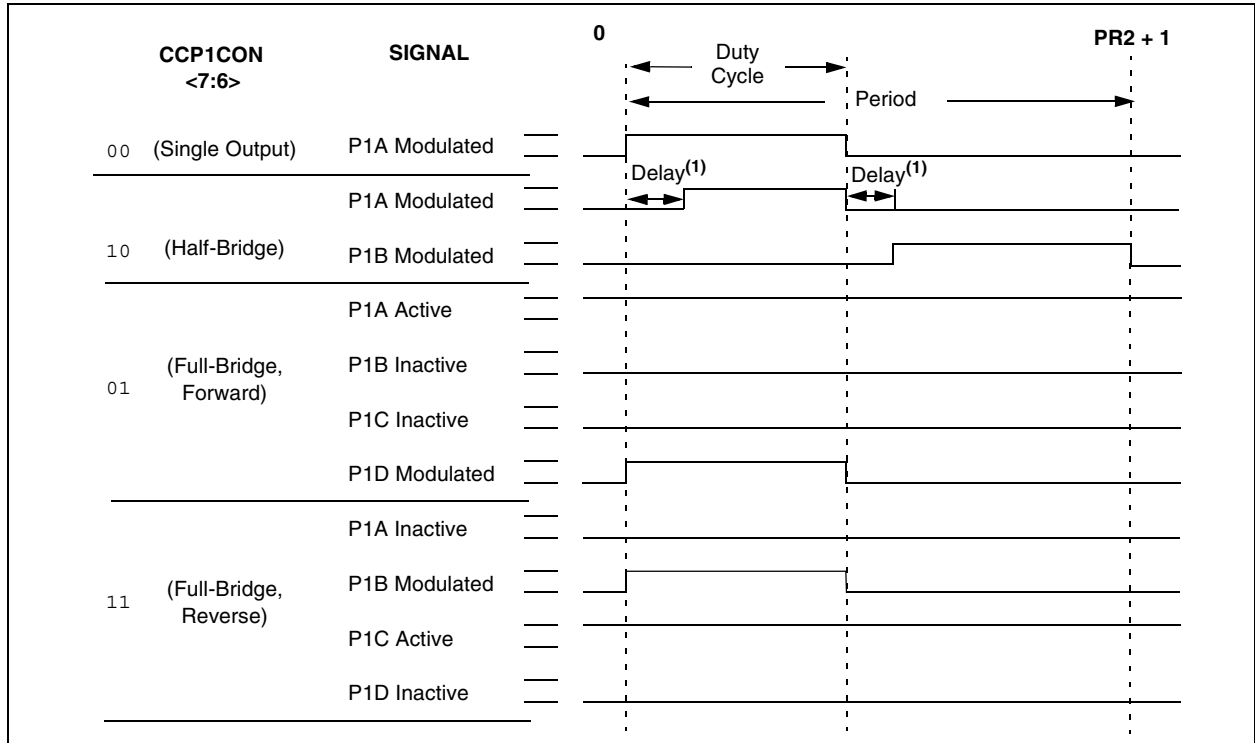 CCP1CON
<7:6>
SIGNAL
0
PR2 + 1
Duty
Cycle
Period
00 (Single Output) P1A Modulated
Delay(1)
Delay(1)
P1A Modulated
10 (Half-Bridge) P1B Modulated
P1A Active
01 (Full-Bridge,
Forward)
P1B Inactive
P1C Inactive
P1D Modulated
P1A Inactive
11 (Full-Bridge,
Reverse)
P1B Modulated
P1C Active
P1D Inactive